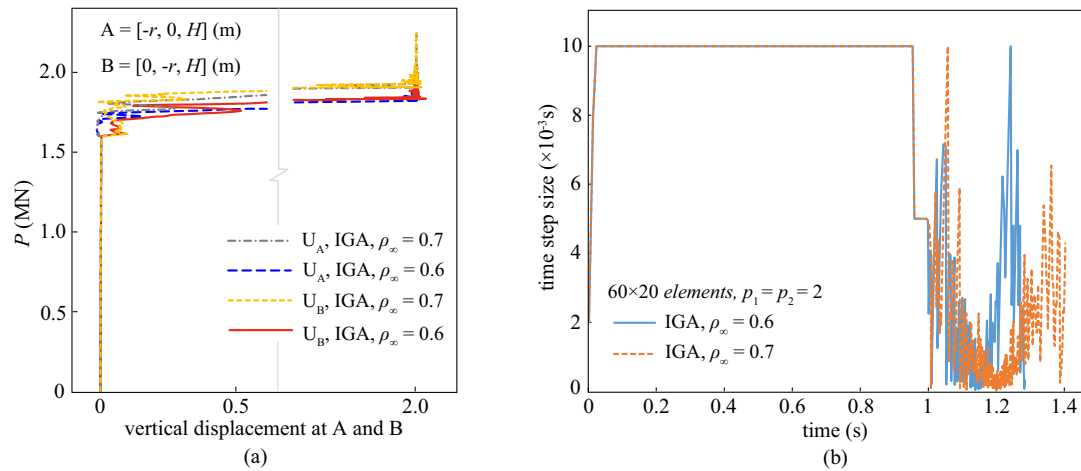 A = [-r, 0, H] (m)
B = [0, -r, H] (m)
2.0
1.5
1.0
0.5
0
P (MN)
U_A, IGA, ρ_∞ = 0.7
U_A, IGA, ρ_∞ = 0.6
U_B, IGA, ρ_∞ = 0.7
U_B, IGA, ρ_∞ = 0.6
0 0.5 2.0
vertical displacement at A and B
(a)
10
8
6
4
2
0
time step size (×10⁻³s)
60×20 elements, p₁ = p₂ = 2
IGA, ρ_∞ = 0.6
IGA, ρ_∞ = 0.7
0 0.2 0.4 0.6 0.8 1 1.2 1.4
time (s)
(b)